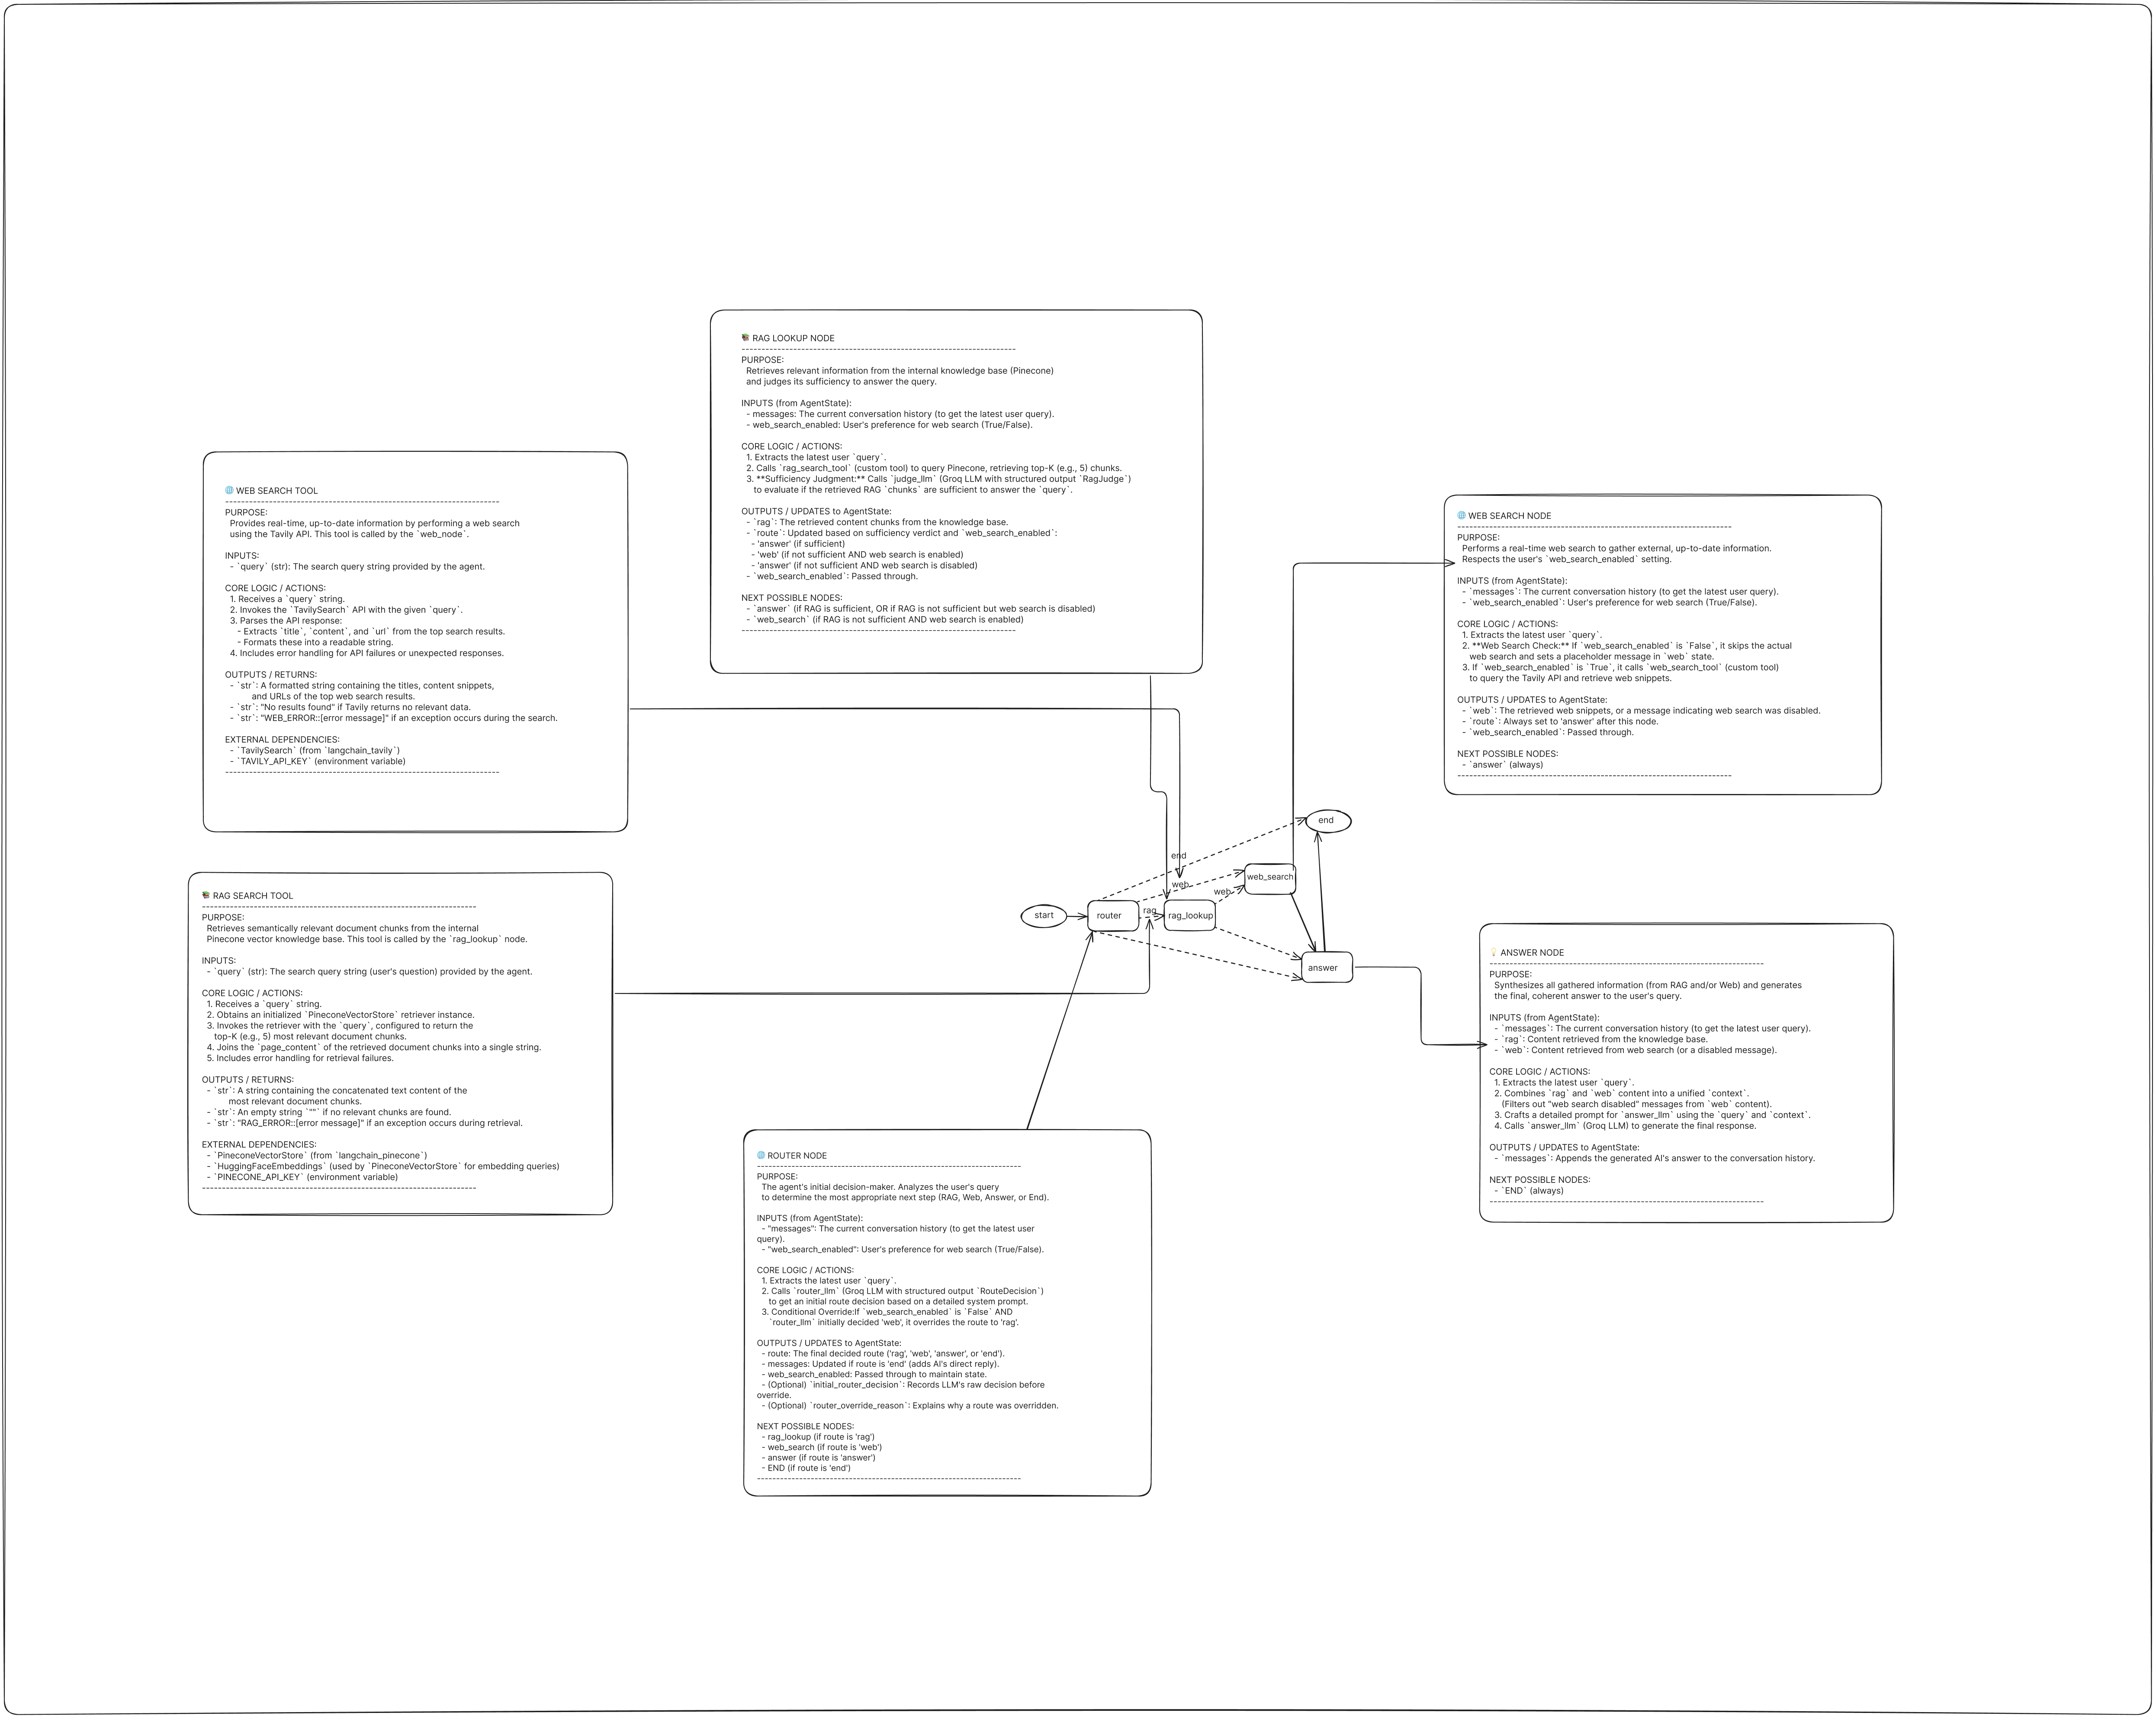 📚 RAG LOOKUP NODE
--------------------------------------------------------------------
PURPOSE:
Retrieves relevant information from the internal knowledge base (Pinecone)
and judges its sufficiency to answer the query.
INPUTS (from AgentState):
- messages: The current conversation history (to get the latest user query).
- web_search_enabled: User's preference for web search (True/False).
CORE LOGIC / ACTIONS:
1. Extracts the latest user `query`.
2. Calls `rag_search_tool` (custom tool) to query Pinecone, retrieving top-K (e.g., 5) chunks.
3. **Sufficiency Judgment:** Calls `judge_llm` (Groq LLM with structured output `RagJudge`)
to evaluate if the retrieved RAG `chunks` are sufficient to answer the `query`.
OUTPUTS / UPDATES to AgentState:
- `rag`: The retrieved content chunks from the knowledge base.
- `route`: Updated based on sufficiency verdict and `web_search_enabled`:
- 'answer' (if sufficient)
- 'web' (if not sufficient AND web search is enabled)
- 'answer' (if not sufficient AND web search is disabled)
- `web_search_enabled`: Passed through.
NEXT POSSIBLE NODES:
- `answer` (if RAG is sufficient, OR if RAG is not sufficient but web search is disabled)
- `web_search` (if RAG is not sufficient AND web search is enabled)
--------------------------------------------------------------------
🌐 WEB SEARCH TOOL
--------------------------------------------------------------------
PURPOSE:
Provides real-time, up-to-date information by performing a web search
using the Tavily API. This tool is called by the `web_node`.
INPUTS:
- `query` (str): The search query string provided by the agent.
CORE LOGIC / ACTIONS:
1. Receives a `query` string.
2. Invokes the `TavilySearch` API with the given `query`.
3. Parses the API response:
- Extracts `title`, `content`, and `url` from the top search results.
- Formats these into a readable string.
4. Includes error handling for API failures or unexpected responses.
OUTPUTS / RETURNS:
- `str`: A formatted string containing the titles, content snippets,
and URLs of the top web search results.
- `str`: "No results found" if Tavily returns no relevant data.
- `str`: "WEB_ERROR::[error message]" if an exception occurs during the search.
EXTERNAL DEPENDENCIES:
- `TavilySearch` (from `langchain_tavily`)
- `TAVILY_API_KEY` (environment variable)
--------------------------------------------------------------------
🌐 WEB SEARCH NODE
--------------------------------------------------------------------
PURPOSE:
Performs a real-time web search to gather external, up-to-date information.
Respects the user's `web_search_enabled` setting.
INPUTS (from AgentState):
- `messages`: The current conversation history (to get the latest user query).
- `web_search_enabled`: User's preference for web search (True/False).
CORE LOGIC / ACTIONS:
1. Extracts the latest user `query`.
2. **Web Search Check:** If `web_search_enabled` is `False`, it skips the actual
web search and sets a placeholder message in `web` state.
3. If `web_search_enabled` is `True`, it calls `web_search_tool` (custom tool)
to query the Tavily API and retrieve web snippets.
OUTPUTS / UPDATES to AgentState:
- `web`: The retrieved web snippets, or a message indicating web search was disabled.
- `route`: Always set to 'answer' after this node.
- `web_search_enabled`: Passed through.
NEXT POSSIBLE NODES:
- `answer` (always)
--------------------------------------------------------------------
end
end
web
web_search
web
rag
start
router
rag_lookup
answer
📚 RAG SEARCH TOOL
--------------------------------------------------------------------
PURPOSE:
Retrieves semantically relevant document chunks from the internal
Pinecone vector knowledge base. This tool is called by the `rag_lookup` node.
INPUTS:
- `query` (str): The search query string (user's question) provided by the agent.
CORE LOGIC / ACTIONS:
1. Receives a `query` string.
2. Obtains an initialized `PineconeVectorStore` retriever instance.
3. Invokes the retriever with the `query`, configured to return the
top-K (e.g., 5) most relevant document chunks.
4. Joins the `page_content` of the retrieved document chunks into a single string.
5. Includes error handling for retrieval failures.
OUTPUTS / RETURNS:
- `str`: A string containing the concatenated text content of the
most relevant document chunks.
- `str`: An empty string `""` if no relevant chunks are found.
- `str`: "RAG_ERROR::[error message]" if an exception occurs during retrieval.
EXTERNAL DEPENDENCIES:
- `PineconeVectorStore` (from `langchain_pinecone`)
- `HuggingFaceEmbeddings` (used by `PineconeVectorStore` for embedding queries)
- `PINECONE_API_KEY` (environment variable)
--------------------------------------------------------------------
💡 ANSWER NODE
--------------------------------------------------------------------
PURPOSE:
Synthesizes all gathered information (from RAG and/or Web) and generates
the final, coherent answer to the user's query.
INPUTS (from AgentState):
- `messages`: The current conversation history (to get the latest user query).
- `rag`: Content retrieved from the knowledge base.
- `web`: Content retrieved from web search (or a disabled message).
CORE LOGIC / ACTIONS:
1. Extracts the latest user `query`.
2. Combines `rag` and `web` content into a unified `context`.
(Filters out "web search disabled" messages from `web` content).
3. Crafts a detailed prompt for `answer_llm` using the `query` and `context`.
4. Calls `answer_llm` (Groq LLM) to generate the final response.
OUTPUTS / UPDATES to AgentState:
- `messages`: Appends the generated AI's answer to the conversation history.
NEXT POSSIBLE NODES:
- `END` (always)
--------------------------------------------------------------------
🌐 ROUTER NODE
--------------------------------------------------------------------
PURPOSE:
The agent's initial decision-maker. Analyzes the user's query
to determine the most appropriate next step (RAG, Web, Answer, or End).
INPUTS (from AgentState):
- "messages": The current conversation history (to get the latest user
query).
- "web_search_enabled": User's preference for web search (True/False).
CORE LOGIC / ACTIONS:
1. Extracts the latest user `query`.
2. Calls `router_llm` (Groq LLM with structured output `RouteDecision`)
to get an initial route decision based on a detailed system prompt.
3. Conditional Override:If `web_search_enabled` is `False` AND
`router_llm` initially decided 'web', it overrides the route to 'rag'.
OUTPUTS / UPDATES to AgentState:
- route: The final decided route ('rag', 'web', 'answer', or 'end').
- messages: Updated if route is 'end' (adds AI's direct reply).
- web_search_enabled: Passed through to maintain state.
- (Optional) `initial_router_decision`: Records LLM's raw decision before
override.
- (Optional) `router_override_reason`: Explains why a route was overridden.
NEXT POSSIBLE NODES:
- rag_lookup (if route is 'rag')
- web_search (if route is 'web')
- answer (if route is 'answer')
- END (if route is 'end')
--------------------------------------------------------------------